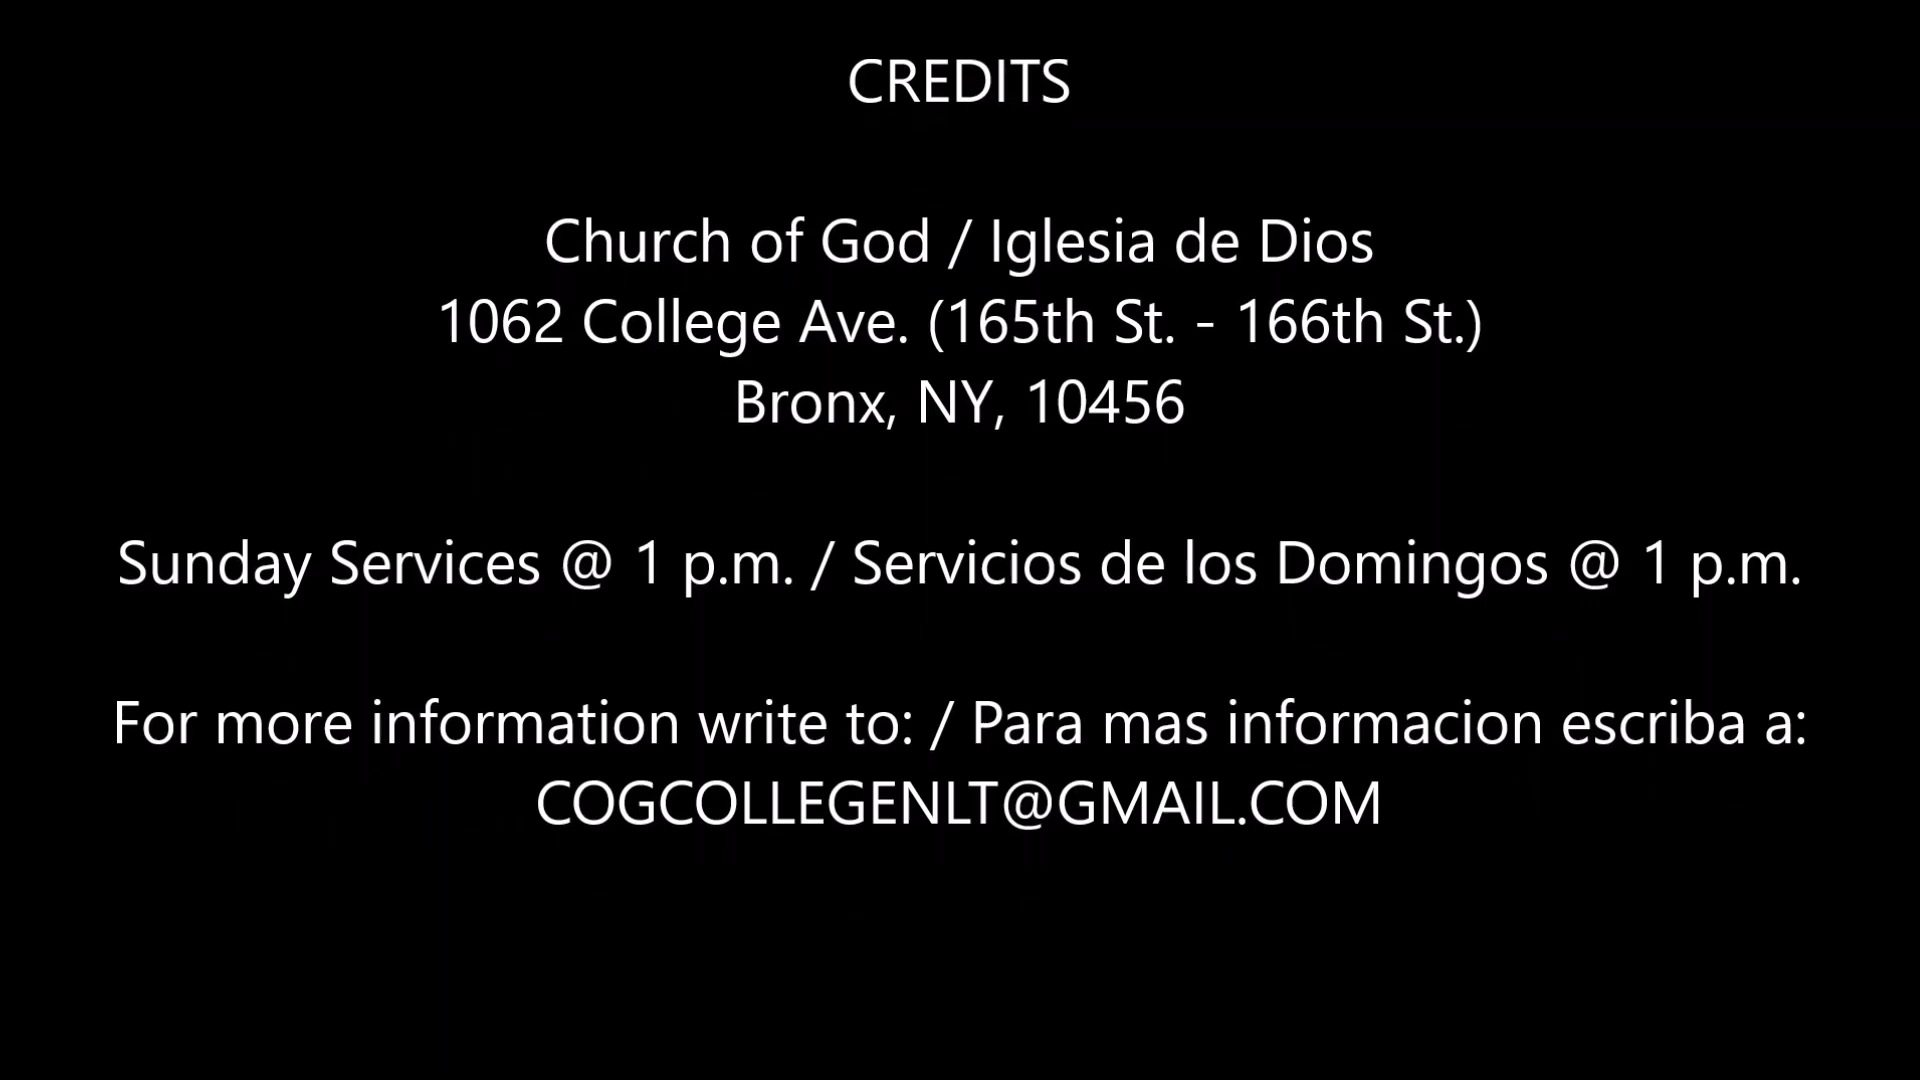 CREDITS
Church of God / Iglesia de Dios
1062 College Ave. (165th St. - 166th St.)
Bronx, NY, 10456
Sunday Services @ 1 p.m. / Servicios de los Domingos @ 1 p.m.
For more information write to: / Para mas informacion escriba a:
COGCOLLEGENLT@GMAIL.COM